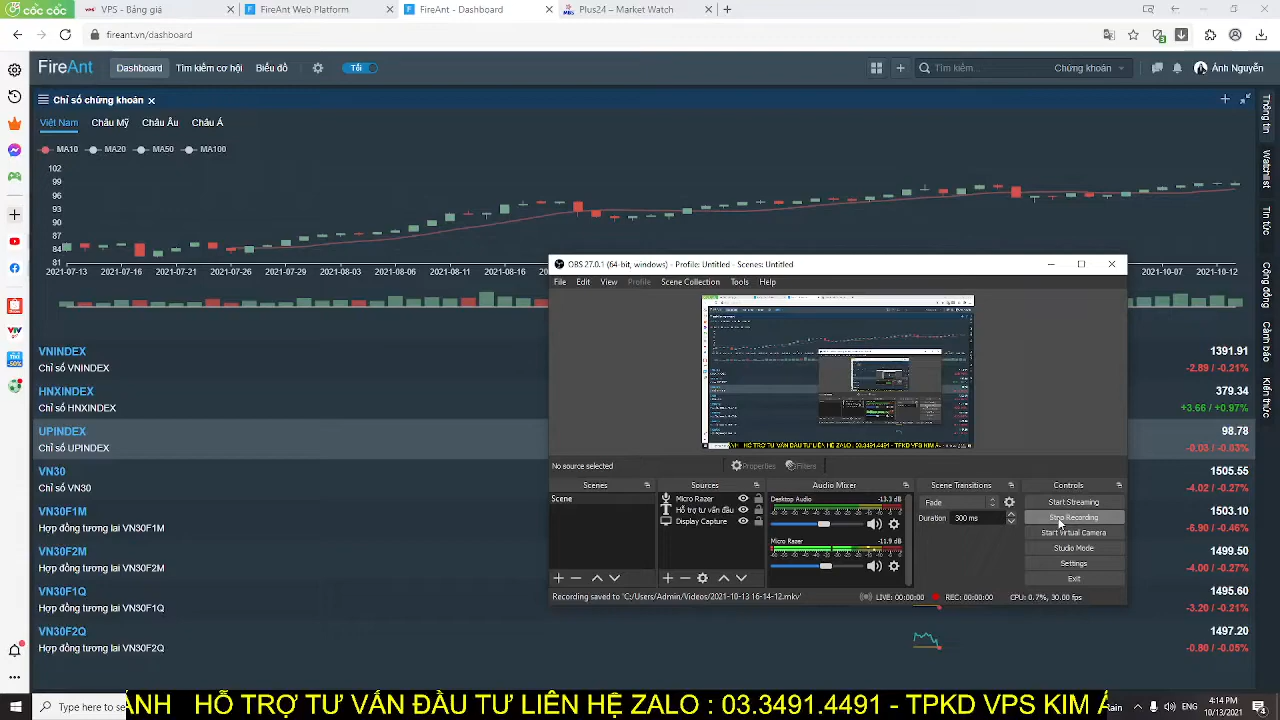 cốc cốc
VPS - Bảng giá
FireAnt Web Platform
FireAnt - Dashboard
MBS
Plus24 – Market Watch
fireant.vn/dashboard
FireAnt
Dashboard
Tìm kiếm cơ hội
Biểu đồ
Tối
Tìm kiếm...
Chứng khoán
Ánh Nguyễn
Chỉ số chứng khoán
Việt Nam
Châu Mỹ
Châu Âu
Châu Á
MA10
MA20
MA50
MA100
102
99
96
93
90
87
84
81
2021-07-13
2021-07-16
2021-07-21
2021-07-26
2021-07-29
2021-08-03
2021-08-06
2021-08-11
2021-08-16
10-07
2021-10-12
VNINDEX
Chỉ số VNINDEX
1391.91
-2.89 / -0.21%
HNXINDEX
Chỉ số HNXINDEX
379.34
+3.66 / +0.97%
UPINDEX
Chỉ số UPINDEX
98.78
-0.03 / -0.03%
VN30
Chỉ số VN30
1505.55
-4.02 / -0.27%
VN30F1M
Hợp đồng tương lai VN30F1M
1503.10
-6.90 / -0.46%
VN30F2M
Hợp đồng tương lai VN30F2M
1499.50
-4.00 / -0.27%
VN30F1Q
Hợp đồng tương lai VN30F1Q
1495.60
-3.20 / -0.21%
VN30F2Q
Hợp đồng tương lai VN30F2Q
1497.20
-0.80 / -0.05%
Thông tin
OBS 27.0.1 (64-bit, windows) - Profile: Untitled - Scenes: Untitled
File
Edit
View
Profile
Scene Collection
Tools
Help
No source selected
Properties
Filters
Scenes
Sources
Audio Mixer
Scene Transitions
Controls
Scene
Micro Razer
Hỗ trợ tư vấn đầu
Display Capture
Desktop Audio
-13.3 dB
Micro Razer
-11.9 dB
Fade
Duration
300 ms
Start Streaming
Stop Recording
Start Virtual Camera
Studio Mode
Settings
Exit
Recording saved to 'C:/Users/Admin/Videos/2021-10-13 16-14-12.mkv'
LIVE: 00:00:00
REC: 00:00:00
CPU: 0.7%, 30.00 fps
Type here to se
ÁNH HỖ TRỢ TƯ VẤN ĐẦU TƯ LIÊN HỆ ZALO : 03.3491.4491 - TPKD VPS KIM Á
ENG
4:14 PM
10/13/2021